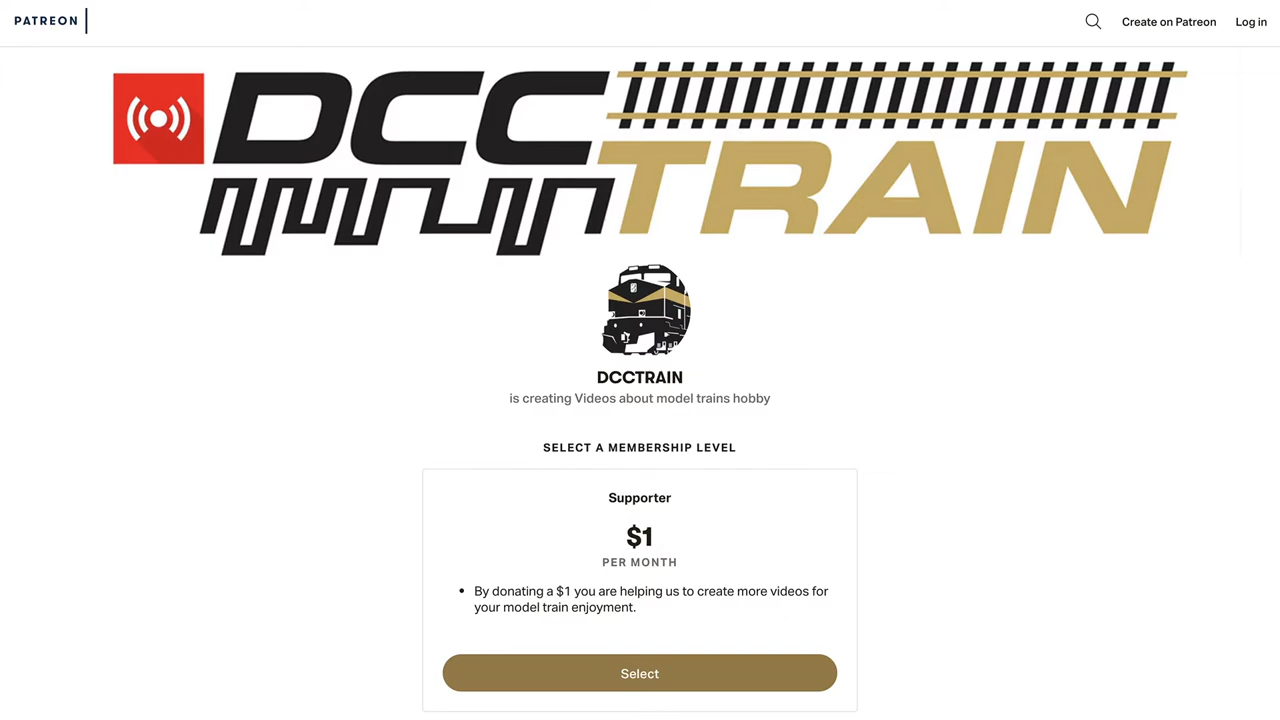 PATREON
Create on Patreon
Log in
DCC
TRAIN
DCCTRAIN
is creating Videos about model trains hobby
SELECT A MEMBERSHIP LEVEL
Supporter
$1
PER MONTH
• By donating a $1 you are helping us to create more videos for
your model train enjoyment.
Select